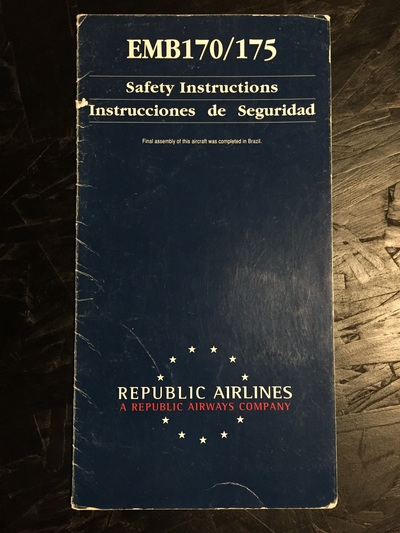 EMB170/175
Safety Instructions
Instrucciones de Seguridad
Final assembly of this aircraft was completed in Brazil.
REPUBLIC AIRLINES
A REPUBLIC AIRWAYS COMPANY